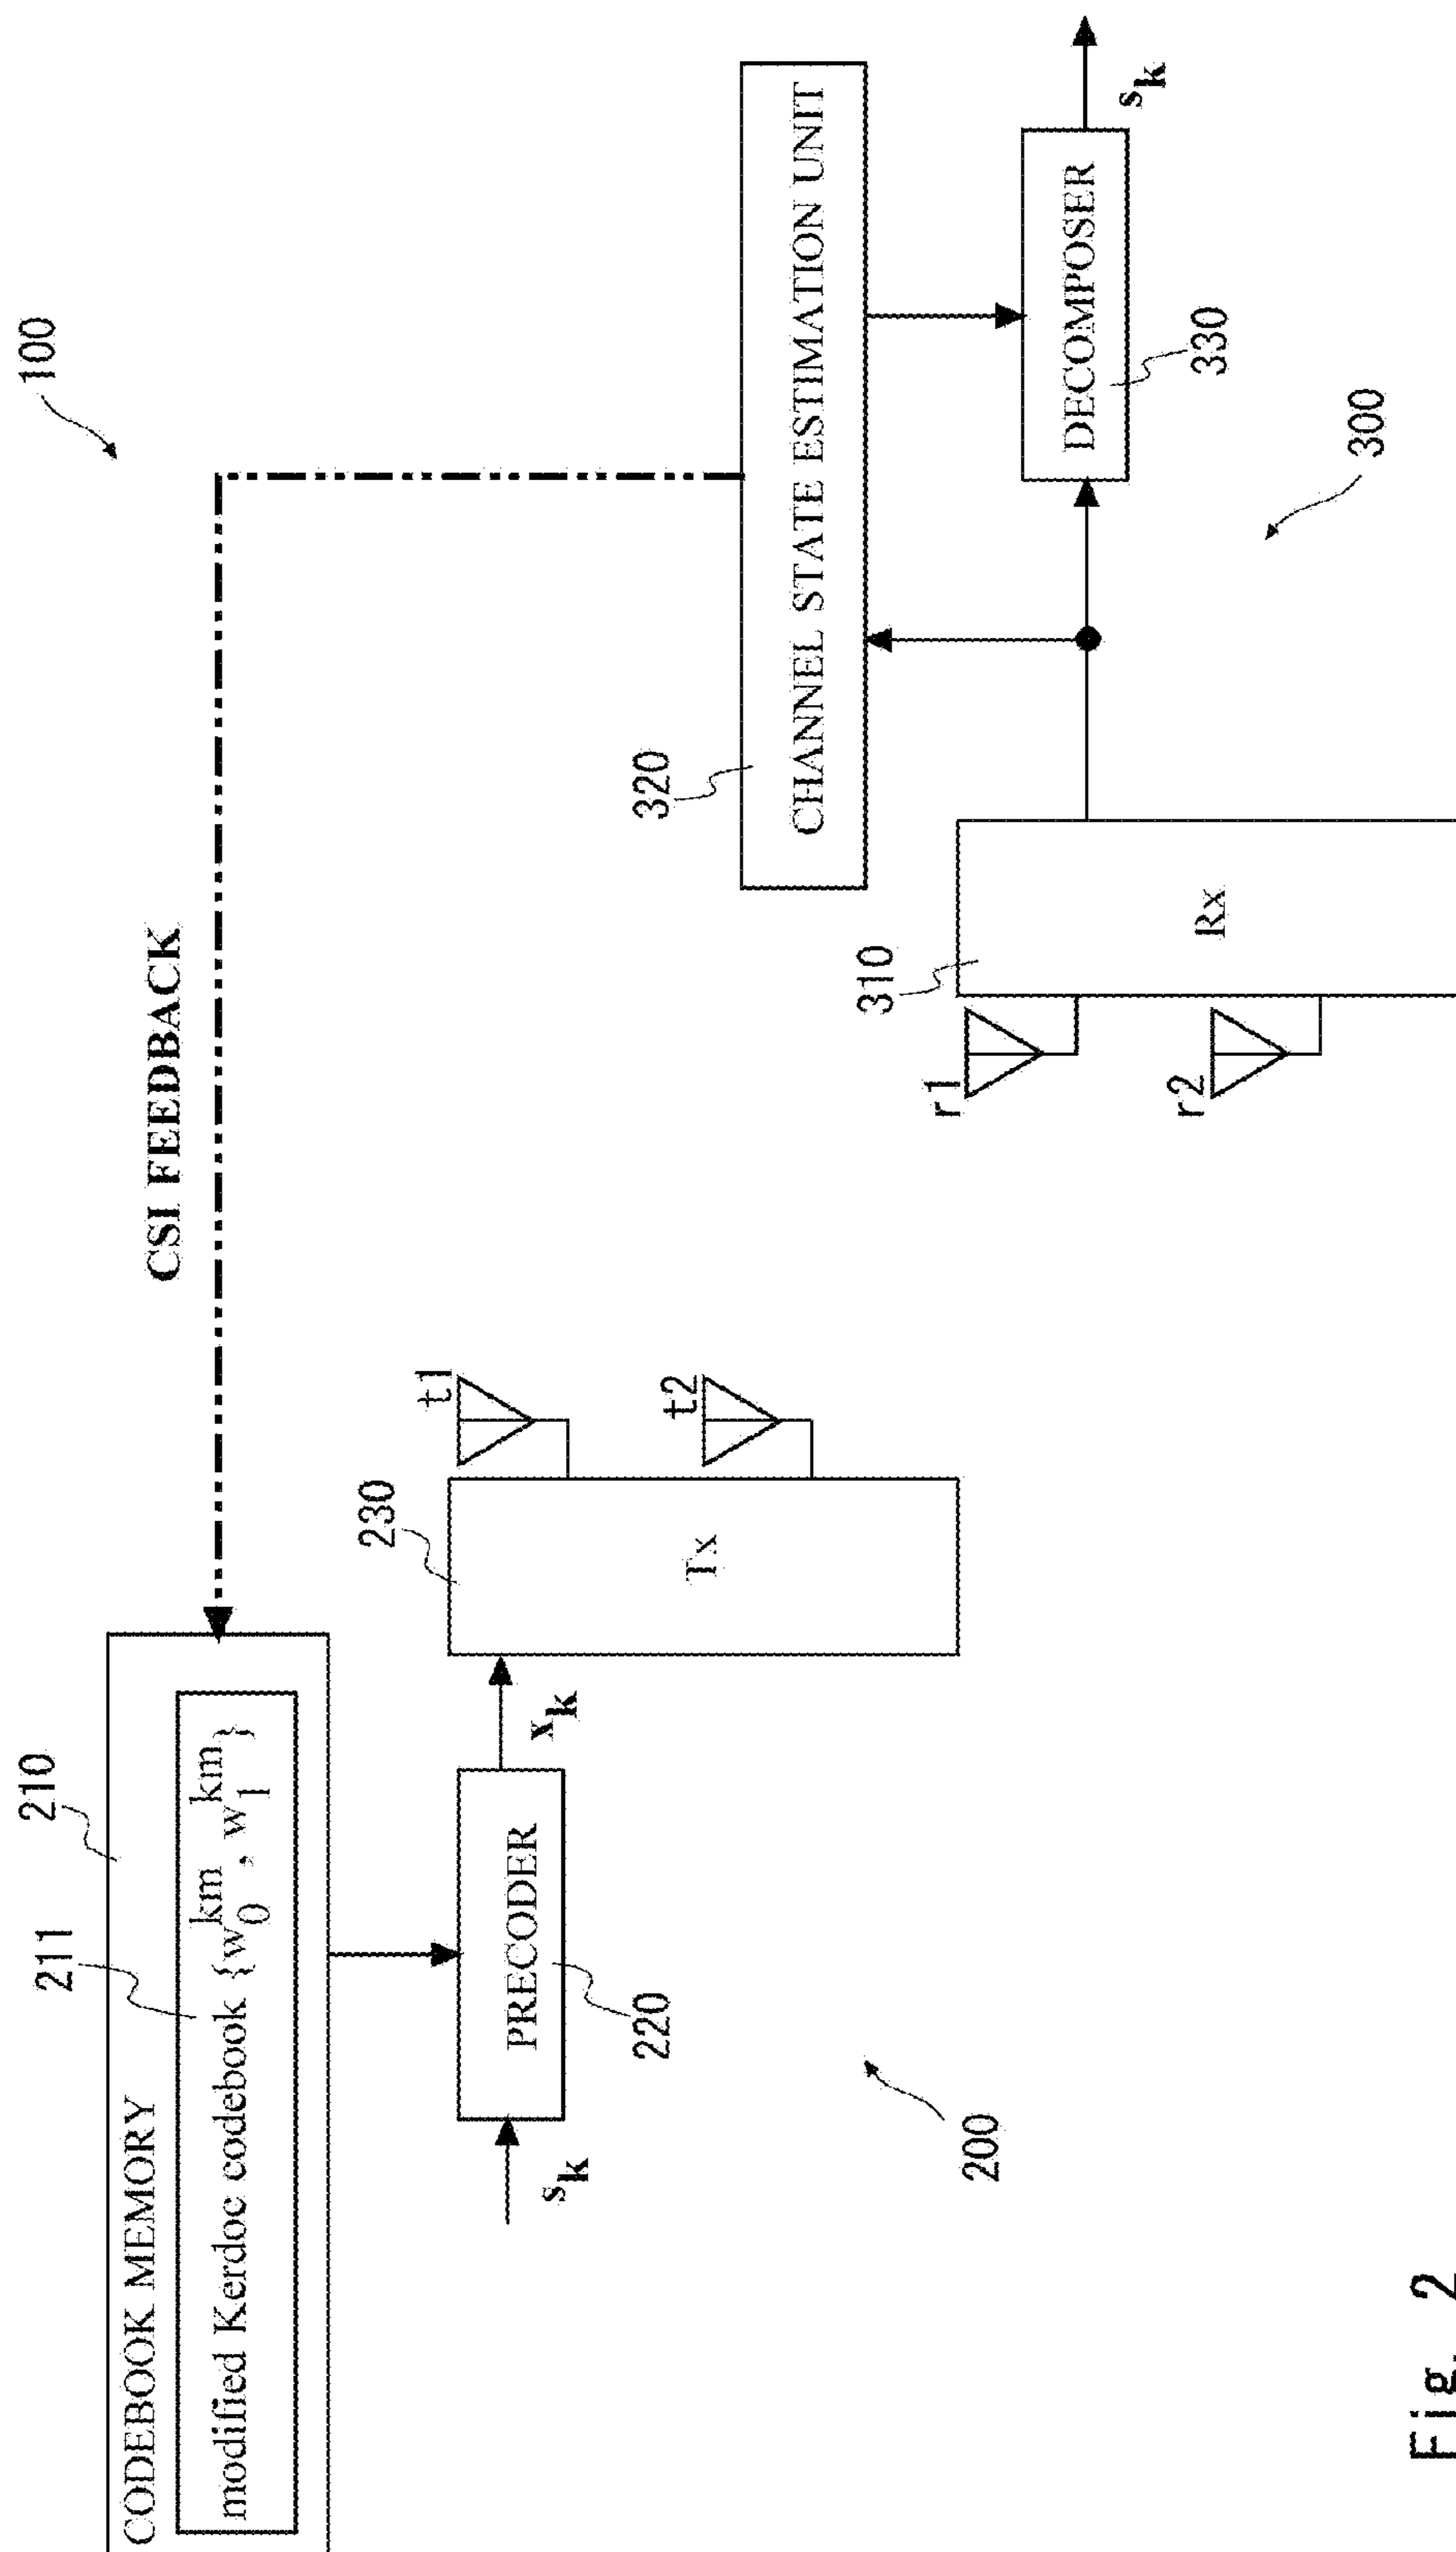 100
CSI FEEDBACK
210
211
CODEBOOK MEMORY
modified Kerdoc codebook {w_0^km, w_1^km}
s_k
PRECODER
220
x_k
230
Tx
t1
t2
200
320
CHANNEL STATE ESTIMATION UNIT
310
r1
r2
Rx
DECOMPOSER
330
s_k
300
Fig. 2